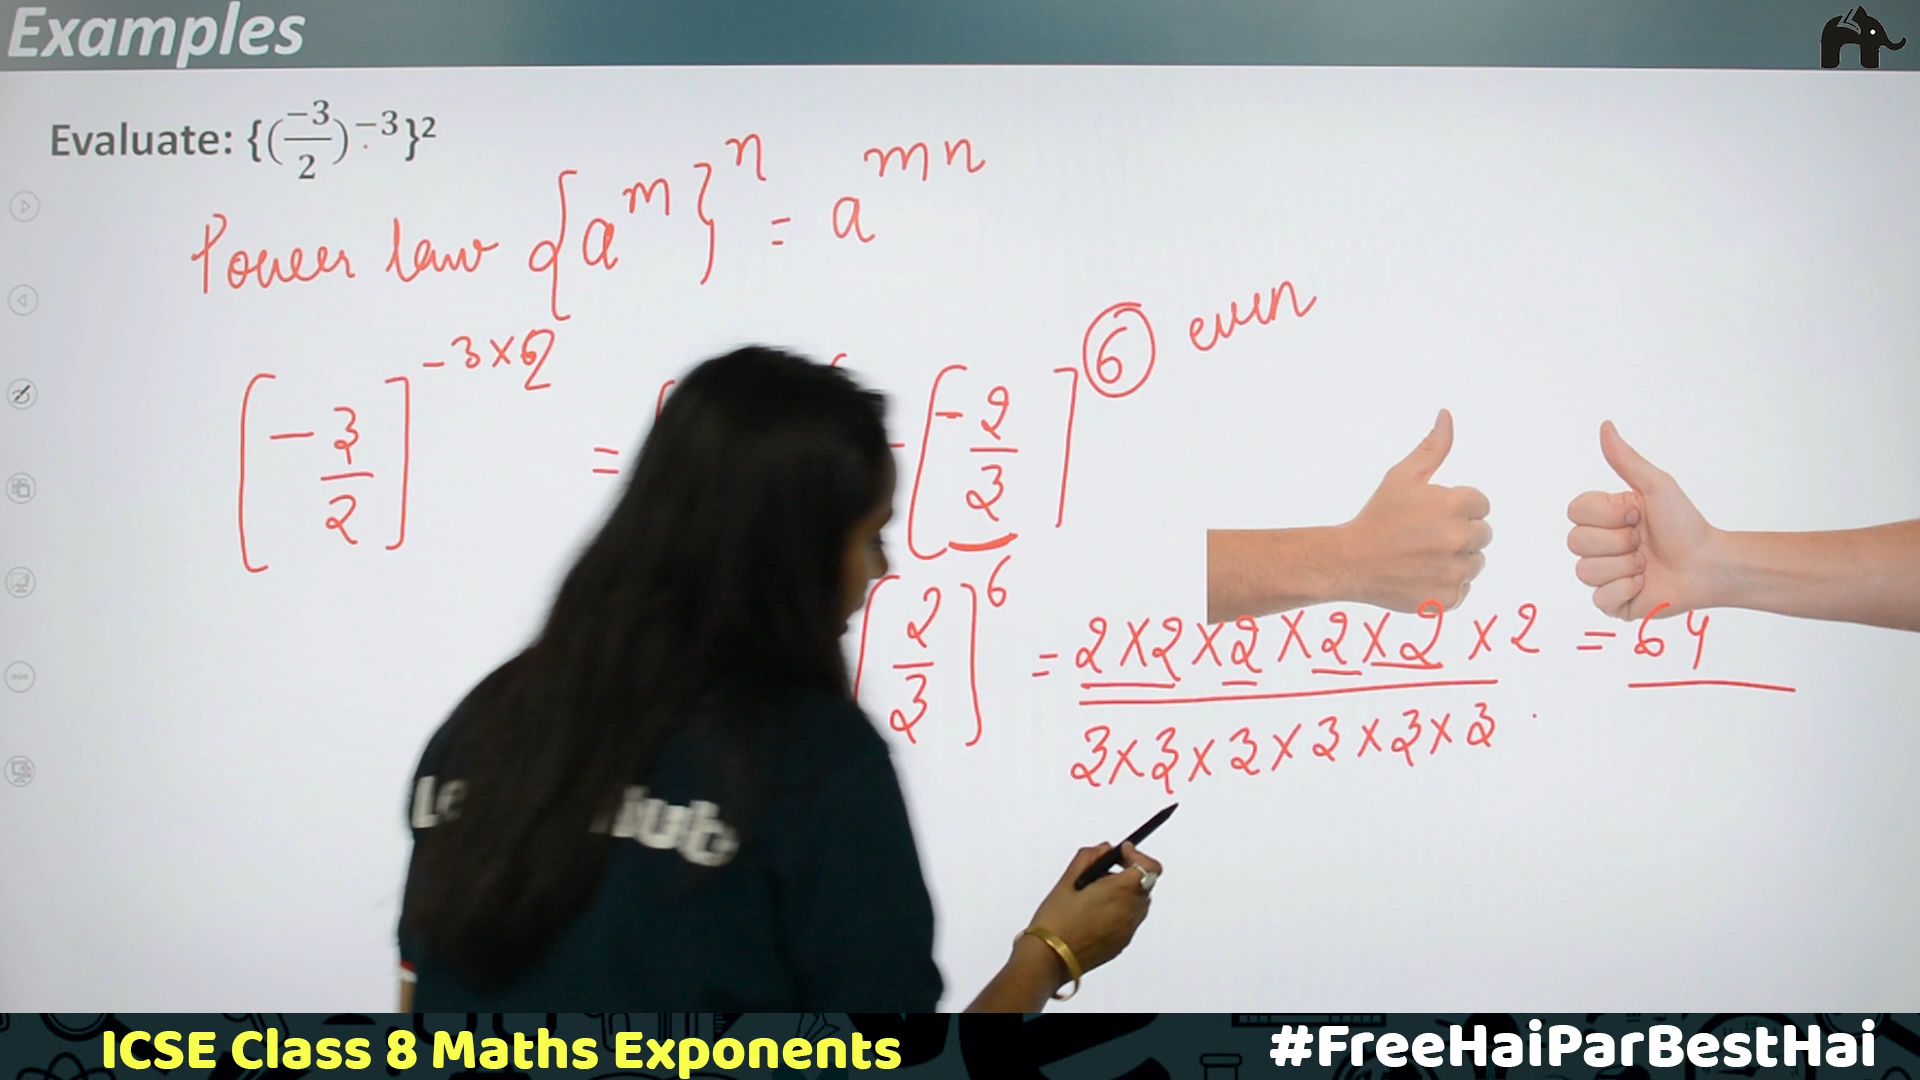 Examples
Evaluate: {(-3/2)^-3}²
Power law {a^m}^n = a^mn
[-3/2]^-3×2 = [-2/3]^6 even
[2/3]^6 = 2×2×2×2×2×2 / 3×3×3×3×3×3 = 64
ICSE Class 8 Maths Exponents
#FreeHaiParBestHai